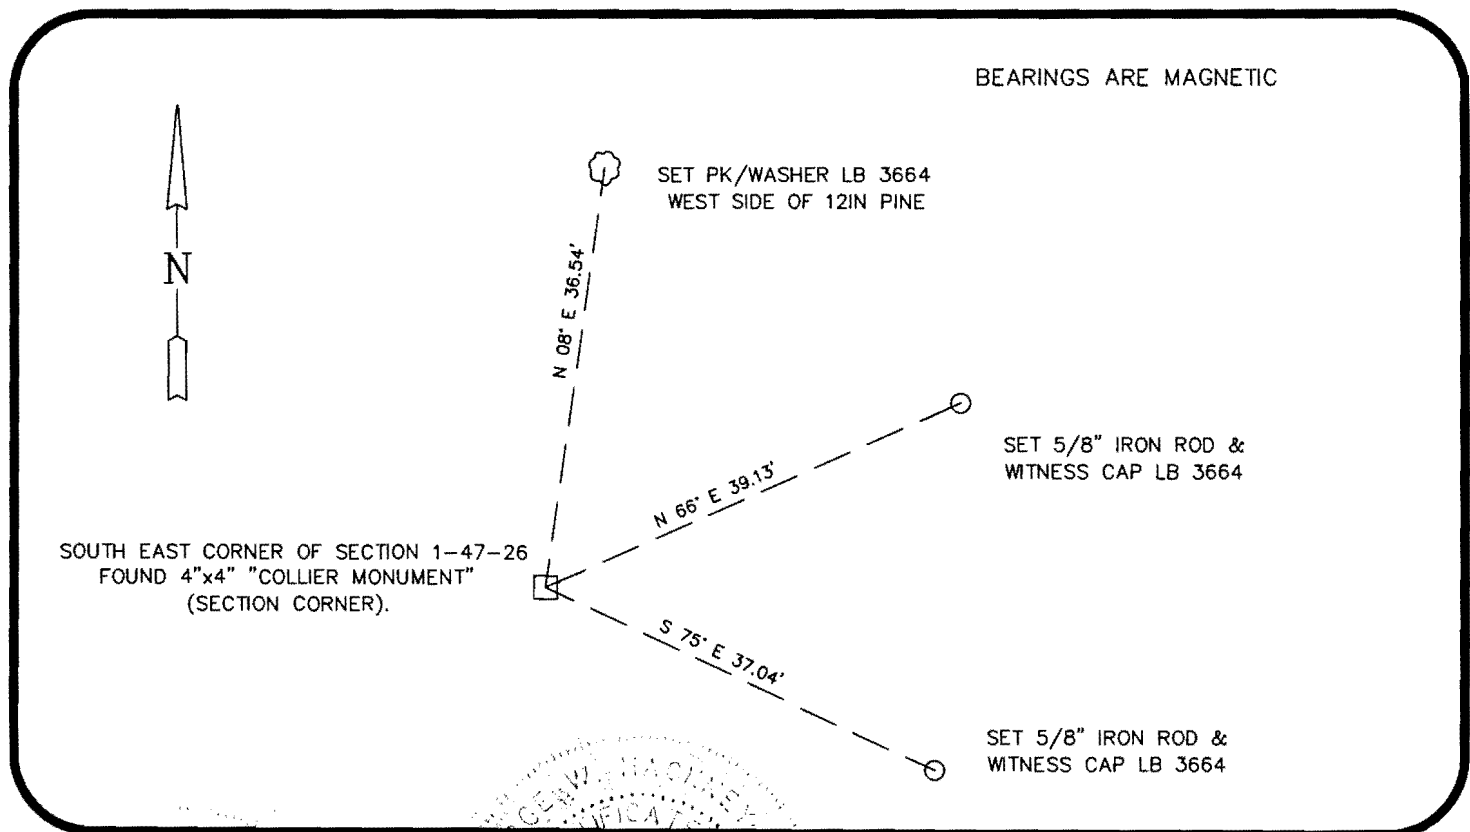 BEARINGS ARE MAGNETIC
N
SET PK/WASHER LB 3664
WEST SIDE OF 12IN PINE
N 08° E 36.54'
SET 5/8" IRON ROD &
WITNESS CAP LB 3664
N 66° E 39.13'
SOUTH EAST CORNER OF SECTION 1-47-26
FOUND 4"x4" "COLLIER MONUMENT"
(SECTION CORNER).
S 75° E 37.04'
SET 5/8" IRON ROD &
WITNESS CAP LB 3664